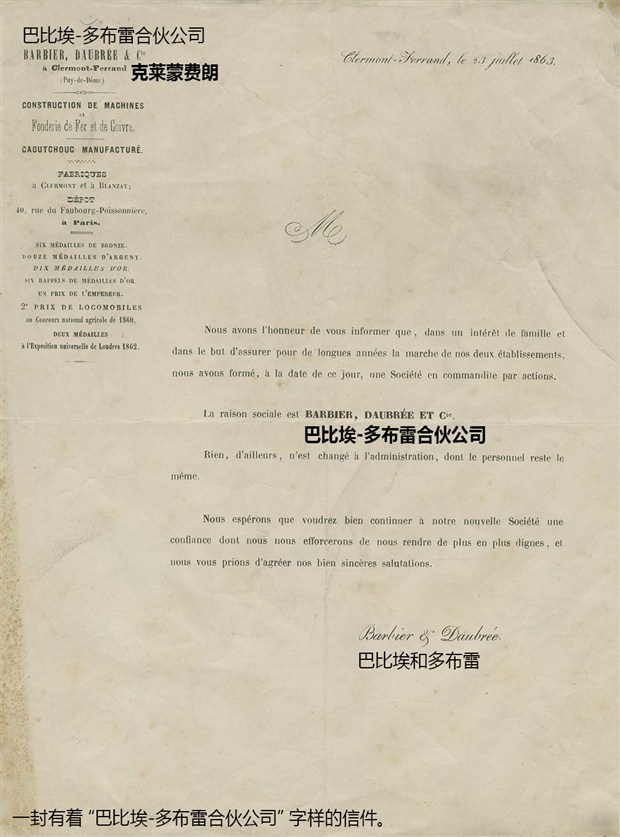 巴比埃-多布雷合伙公司
BARBIER, DAUBRÉE & Cie
à Clermont-Ferrand
克莱蒙费朗
(Puy-de-Dôme)
CONSTRUCTION DE MACHINES
et
Fonderie de Fer et de Cuivre.
CAOUTCHOUC MANUFACTURÉ.
FABRIQUES
à CLERMONT et à BLANZAT;
DÉPÔT
40, rue du Faubourg-Poissonnière,
à Paris.
SIX MÉDAILLES DE BRONZE.
DOUZE MÉDAILLES D'ARGENT.
DIX MÉDAILLES D'OR.
SIX RAPPELS DE MÉDAILLES D'OR.
UN PRIX DE L'EMPEREUR.
2e PRIX DE LOCOMOBILES
au Concours national agricole de 1860.
DEUX MÉDAILLES
à l'Exposition universelle de Londres 1862.
Clermont-Ferrand, le 23 juillet 1863.
M
Nous avons l'honneur de vous informer que, dans un intérêt de famille et
dans le but d'assurer pour de longues années la marche de nos deux établissements,
nous avons formé, à la date de ce jour, une Société en commandite par actions.
La raison sociale est BARBIER, DAUBRÉE ET Cie.
巴比埃-多布雷合伙公司
Rien, d'ailleurs, n'est changé à l'administration, dont le personnel reste le
même.
Nous espérons que voudrez bien continuer à notre nouvelle Société une
confiance dont nous nous efforcerons de nous rendre de plus en plus dignes, et
nous vous prions d'agréer nos bien sincères salutations.
Barbier & Daubrée.
巴比埃和多布雷
一封有着“巴比埃-多布雷合伙公司”字样的信件。